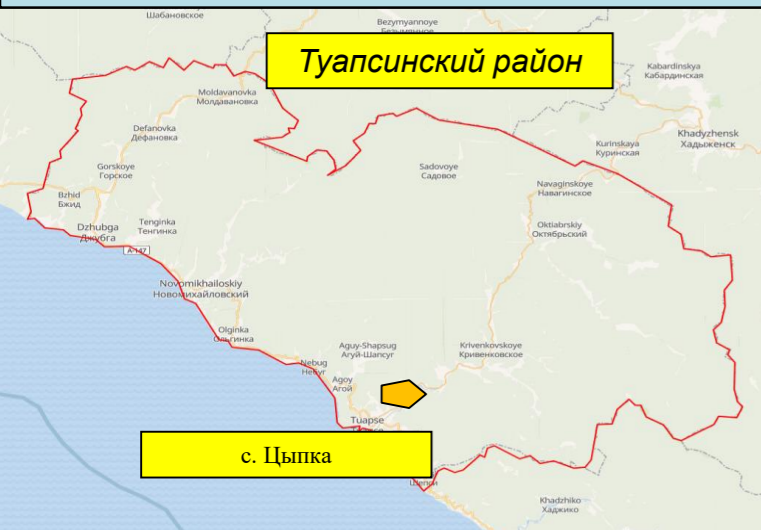 Шабановское
Bezymyannoye
Безымянное
Туапсинский район
Kabardinskya
Кабардинская
Moldavanovka
Молдавановка
Defanovka
Дефановка
Khadyzhensk
Хадыженск
Kurinskaya
Куринская
Gorskoye
Горское
Sadovoye
Садовое
Navaginskoye
Навагинское
Bzhid
Бжид
Tenginka
Тенгинка
Oktiabrskiy
Октябрьский
Dzhubga
Джубга
A-147
Novomikhailoskiy
Новомихайловский
Olginka
Ольгинка
Aguy-Shapsug
Агуй-Шапсуг
Krivenkovskoye
Кривенковское
Nebug
Небуг
Agoy
Агой
Tuapse
с. Цыпка
Шепси
Khadzhiko
Хаджико